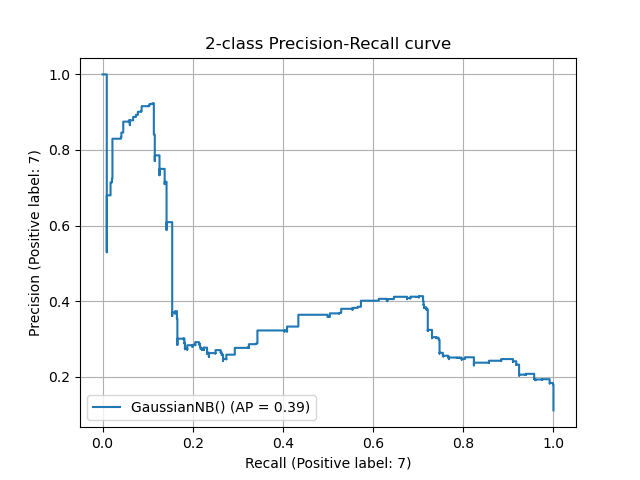 2-class Precision-Recall curve
1.0
0.8
0.6
0.4
0.2
Precision (Positive label: 7)
GaussianNB() (AP = 0.39)
0.0 0.2 0.4 0.6 0.8 1.0
Recall (Positive label: 7)